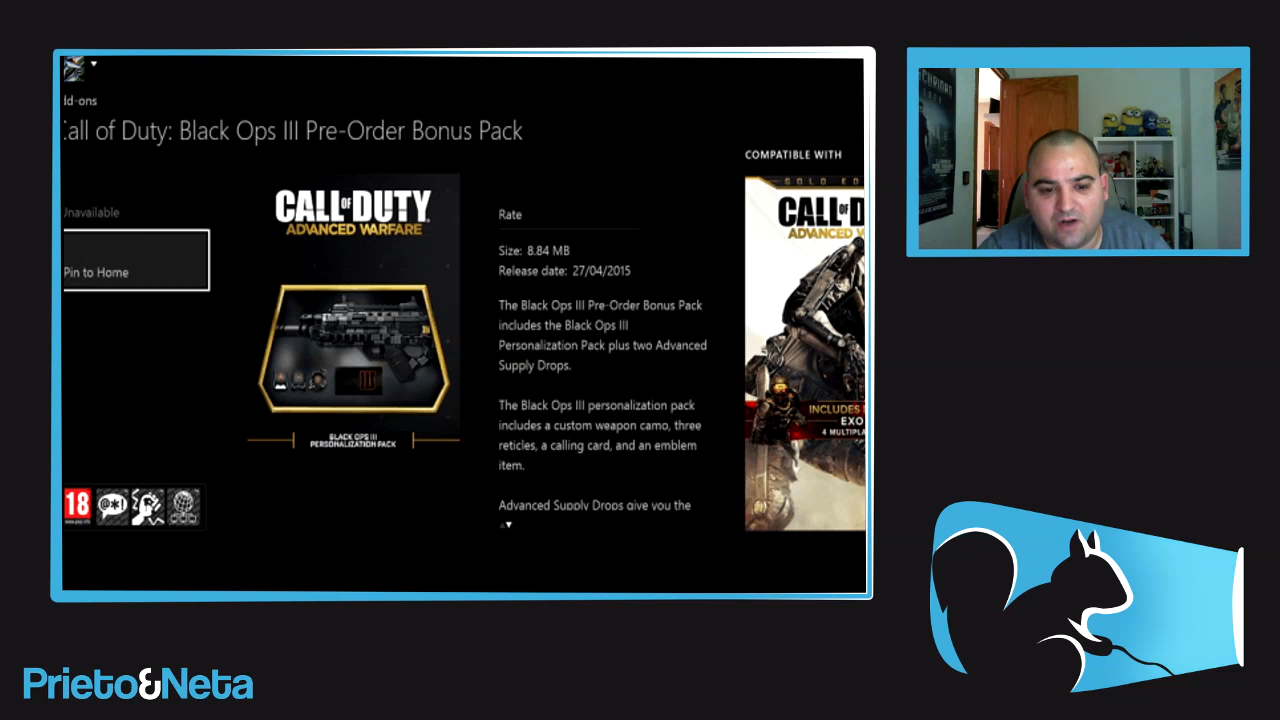 dd-ons
Call of Duty: Black Ops III Pre-Order Bonus Pack
COMPATIBLE WITH
Unavailable
Pin to Home
CALL OF DUTY
ADVANCED WARFARE
BLACK OPS III
PERSONALIZATION PACK
Rate
Size: 8.84 MB
Release date: 27/04/2015
The Black Ops III Pre-Order Bonus Pack
includes the Black Ops III
Personalization Pack plus two Advanced
Supply Drops.
The Black Ops III personalization pack
includes a custom weapon camo, three
reticles, a calling card, and an emblem
item.
Advanced Supply Drops give you the
GOLD ED
CALL OF D
ADVANCED WAR
INCLUDES
EXO
4 MULTIPLA
18
@*!
Prieto&Neta